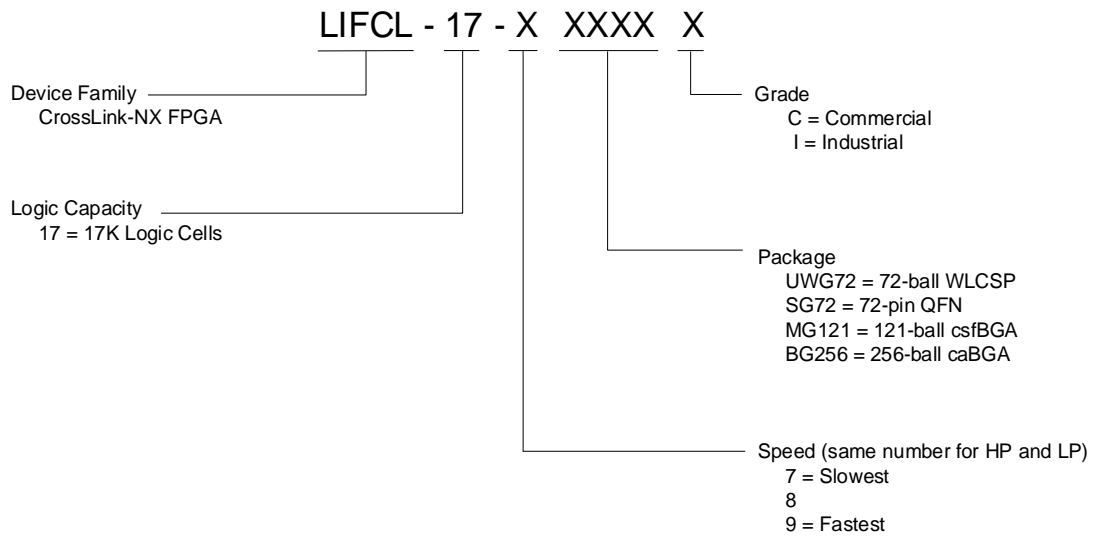 LIFCL - 17 - X XXXX X
Device Family
CrossLink-NX FPGA
Logic Capacity
17 = 17K Logic Cells
Grade
C = Commercial
I = Industrial
Package
UWG72 = 72-ball WLCSP
SG72 = 72-pin QFN
MG121 = 121-ball csfBGA
BG256 = 256-ball caBGA
Speed (same number for HP and LP)
7 = Slowest
8
9 = Fastest